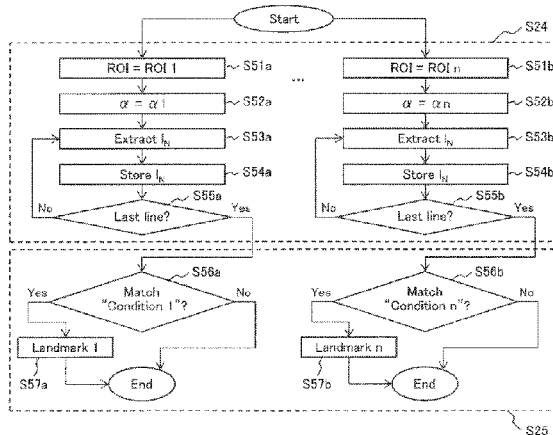 Start
S24
ROI = ROI 1
S51a
...
ROI = ROI n
S51b
α = α 1
S52a
α = α n
S52b
Extract I_N
S53a
Extract I_N
S53b
Store I_N
S54a
Store I_N
S54b
S55a
S55b
No
Last line?
Yes
No
Last line?
Yes
S56a
S56b
Yes
Match
"Condition 1"?
No
Yes
Match
"Condition n"?
No
Landmark 1
Landmark n
S57a
End
S57b
End
S25